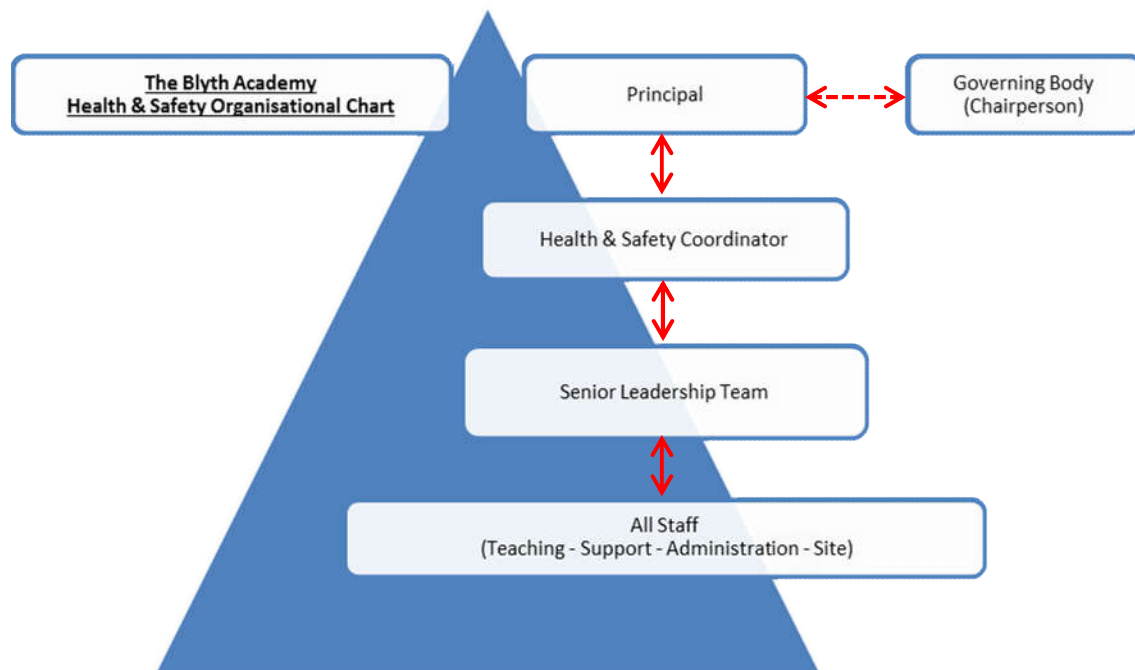 The Blyth Academy
Health & Safety Organisational Chart
Principal
Governing Body
(Chairperson)
Health & Safety Coordinator
Senior Leadership Team
All Staff
(Teaching - Support - Administration - Site)